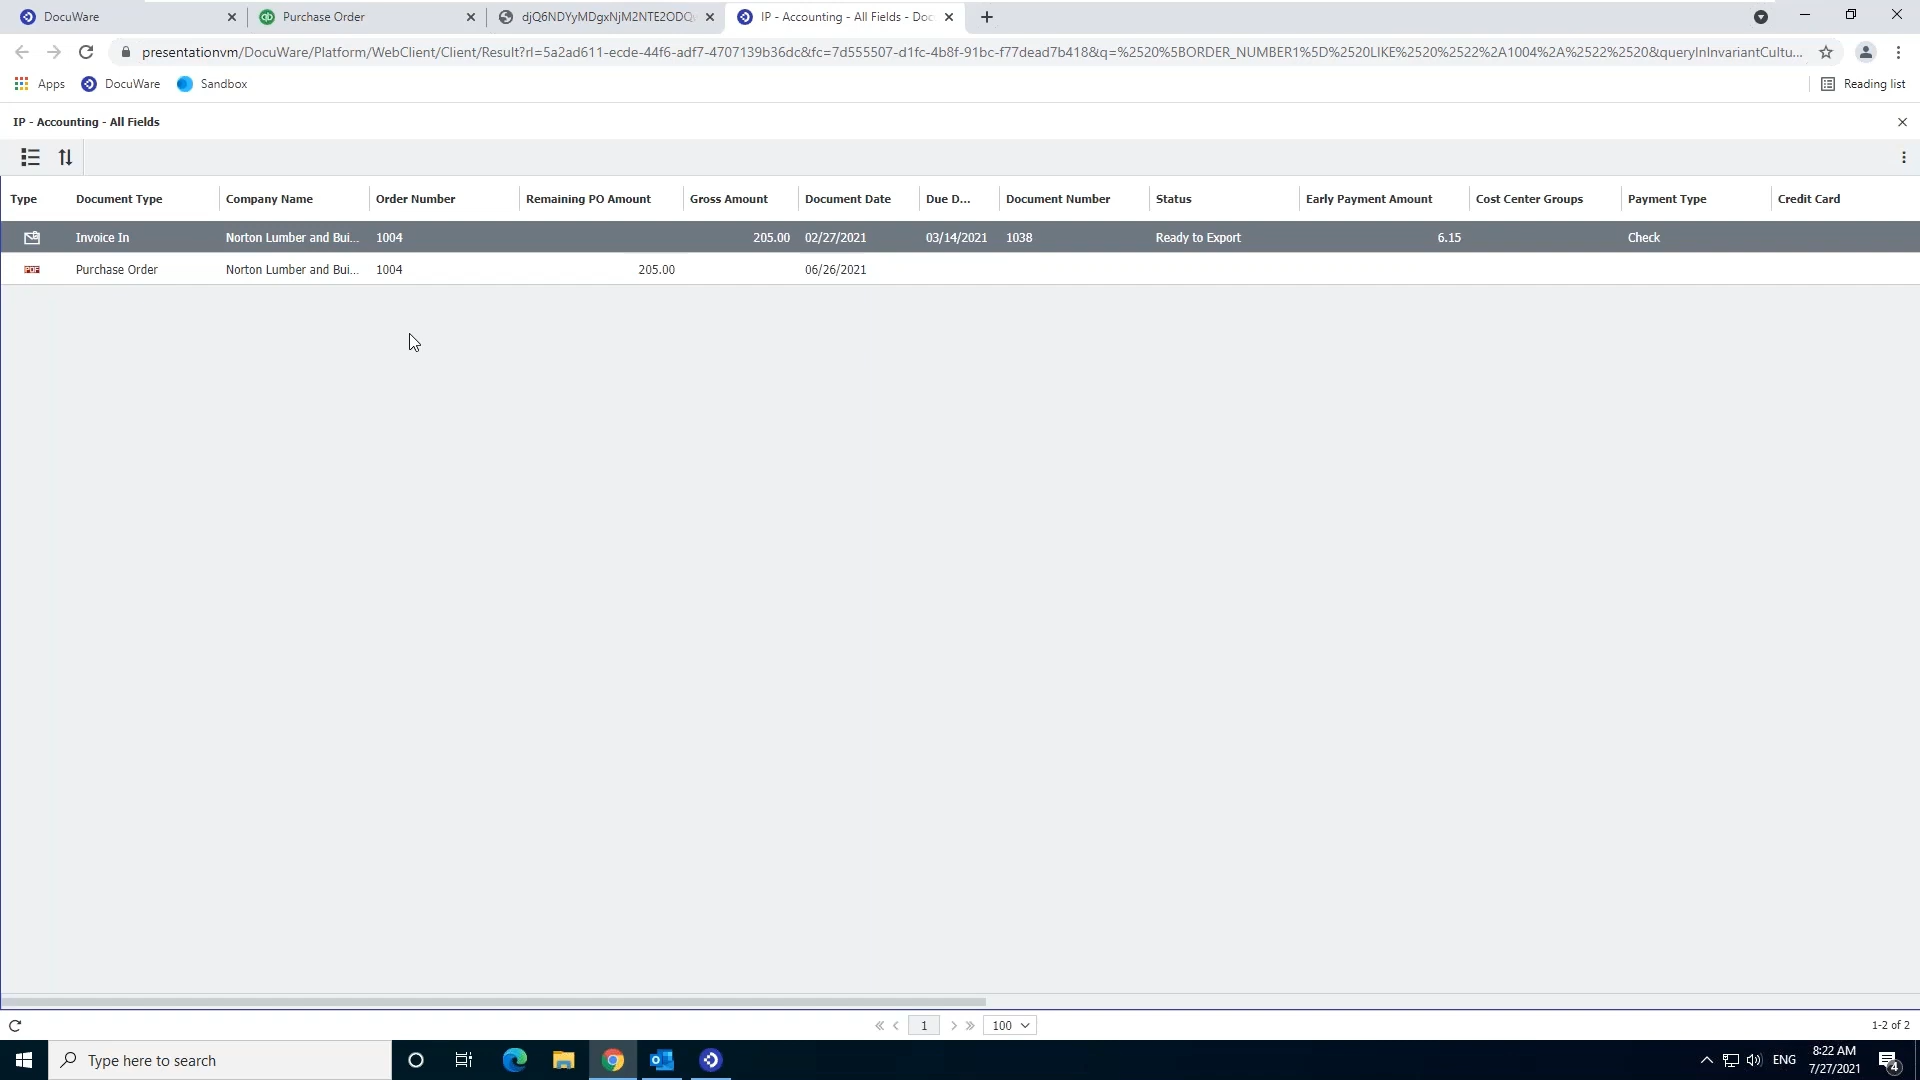 DocuWare
Purchase Order
djQ6NDYyMDgxNjM2NTE2ODQ
IP - Accounting - All Fields - Doc
presentationvm/DocuWare/Platform/WebClient/Client/Result?rl=5a2ad611-ecde-44f6-adf7-4707139b36dc&fc=7d555507-d1fc-4b8f-91bc-f77dead7b418&q=%2520%5BORDER_NUMBER1%5D%2520LIKE%2520%2522%2A1004%2A%2522%2520&queryInInvariantCultu...
Apps DocuWare Sandbox Reading list
IP - Accounting - All Fields
Type Document Type Company Name Order Number Remaining PO Amount Gross Amount Document Date Due D... Document Number Status Early Payment Amount Cost Center Groups Payment Type Credit Card
Invoice In Norton Lumber and Bui... 1004 205.00 02/27/2021 03/14/2021 1038 Ready to Export 6.15 Check
PDF Purchase Order Norton Lumber and Bui... 1004 205.00 06/26/2021
1 100 1-2 of 2
Type here to search
ENG
8:22 AM
7/27/2021
4